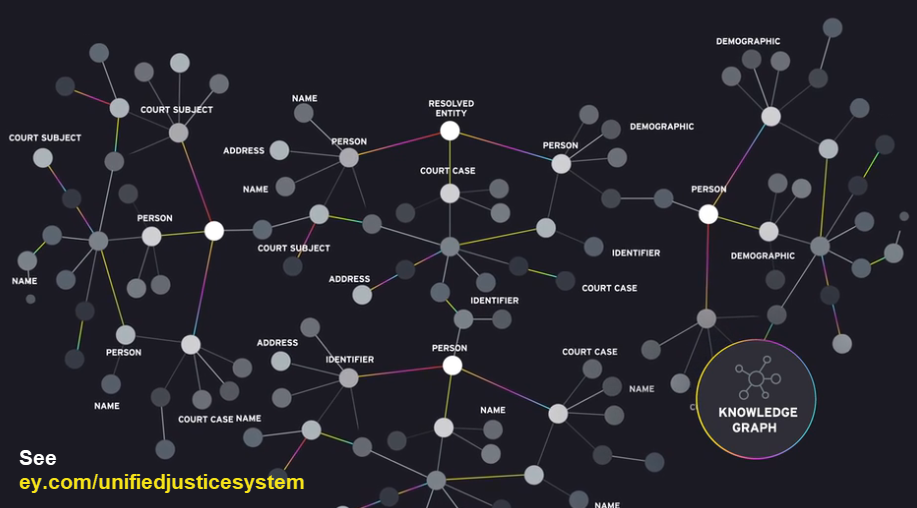 DEMOGRAPHIC
NAME
RESOLVED
ENTITY
COURT SUBJECT
DEMOGRAPHIC
COURT SUBJECT
PERSON
PERSON
ADDRESS
COURT CASE
NAME
PERSON
PERSON
COURT SUBJECT
IDENTIFIER
DEMOGRAPHIC
NAME
ADDRESS
COURT CASE
IDENTIFIER
ADDRESS
PERSON
PERSON
COURT CASE
IDENTIFIER
NAME
NAME
NAME
COURT CASE
NAME
KNOWLEDGE
GRAPH
See
ey.com/unifiedjusticesystem
NAME